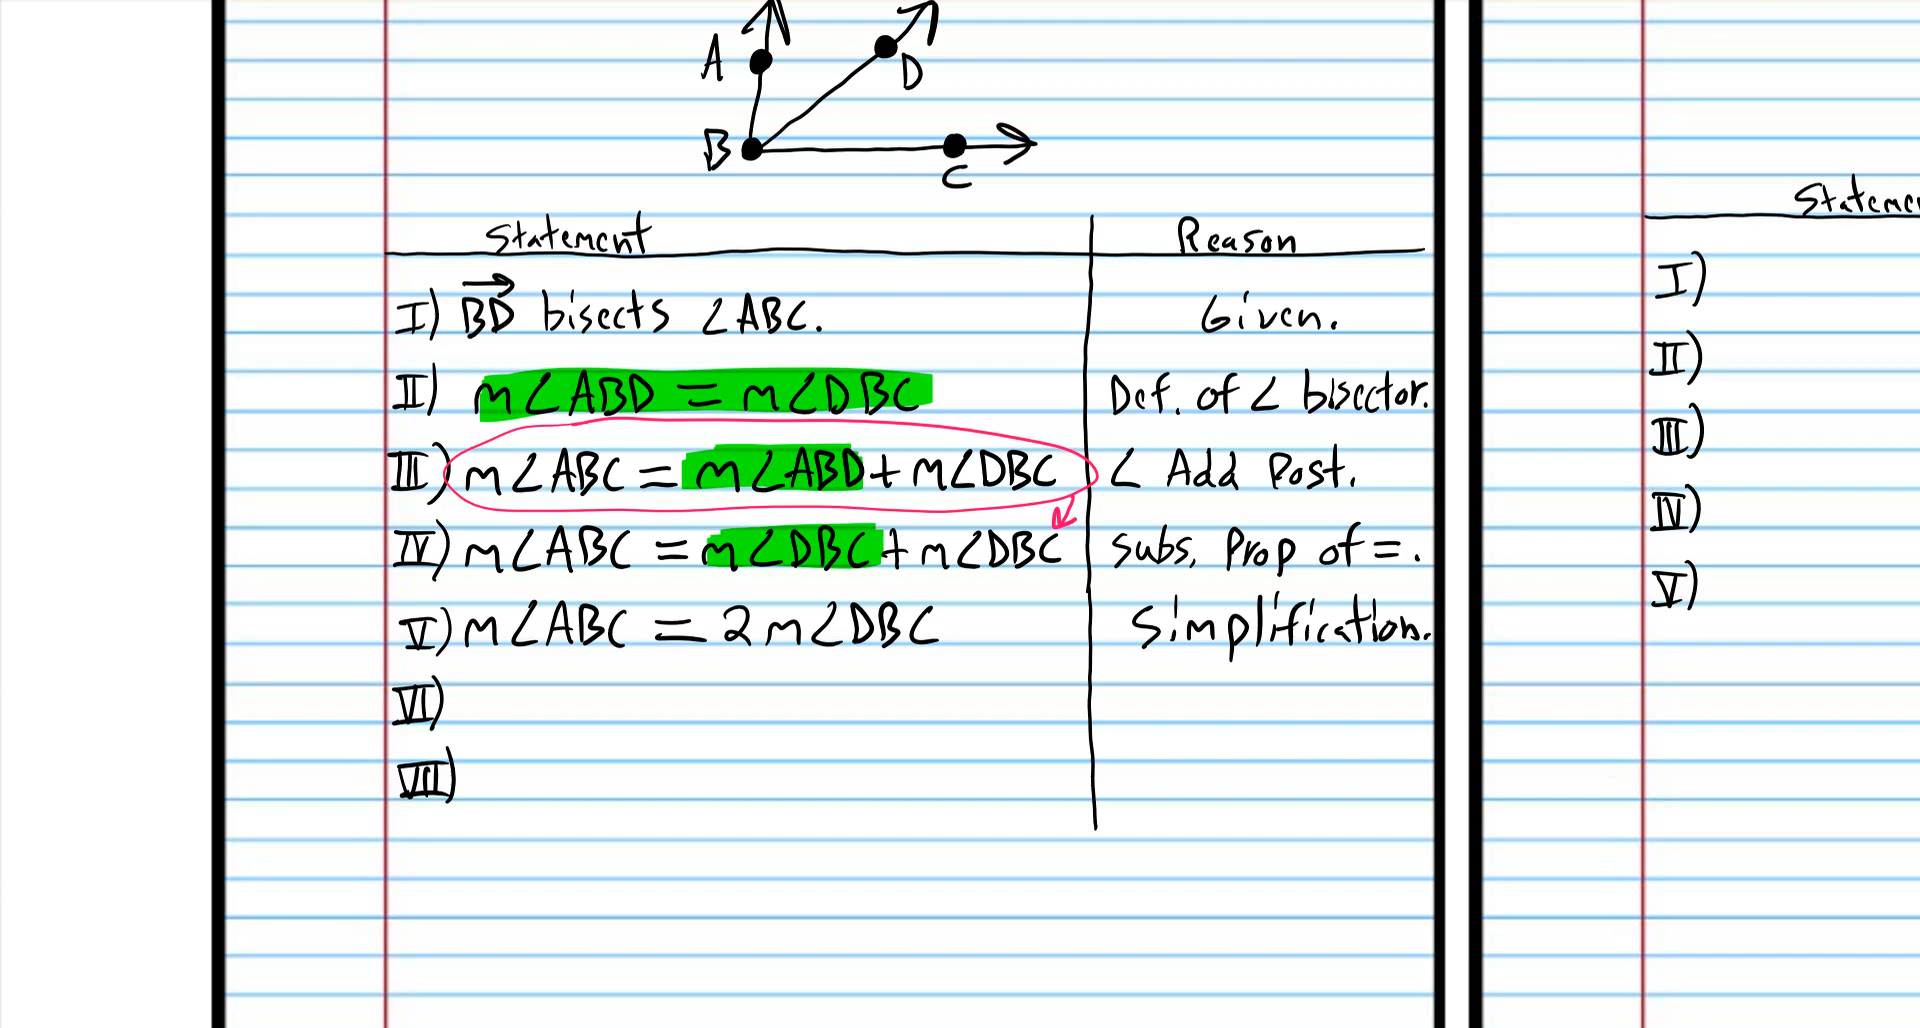 A
D
B
C
Statement Reason
I) BD bisects ∠ABC. Given.
II) m∠ABD = m∠DBC Def. of ∠ bisector.
III) m∠ABC = m∠ABD + m∠DBC ∠ Add Post.
IV) m∠ABC = m∠DBC + m∠DBC subs. Prop of =.
V) m∠ABC = 2m∠DBC Simplification.
VI)
VII)
I)
II)
III)
IV)
V)